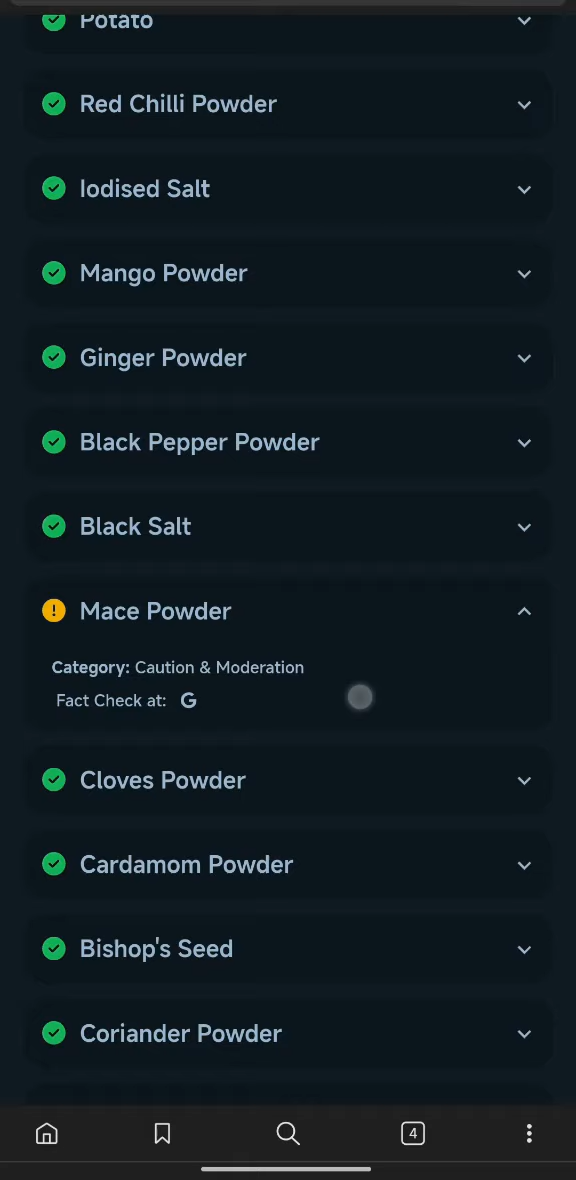 Potato
Red Chilli Powder
Iodised Salt
Mango Powder
Ginger Powder
Black Pepper Powder
Black Salt
Mace Powder
Category: Caution & Moderation
Fact Check at: G
Cloves Powder
Cardamom Powder
Bishop's Seed
Coriander Powder
4